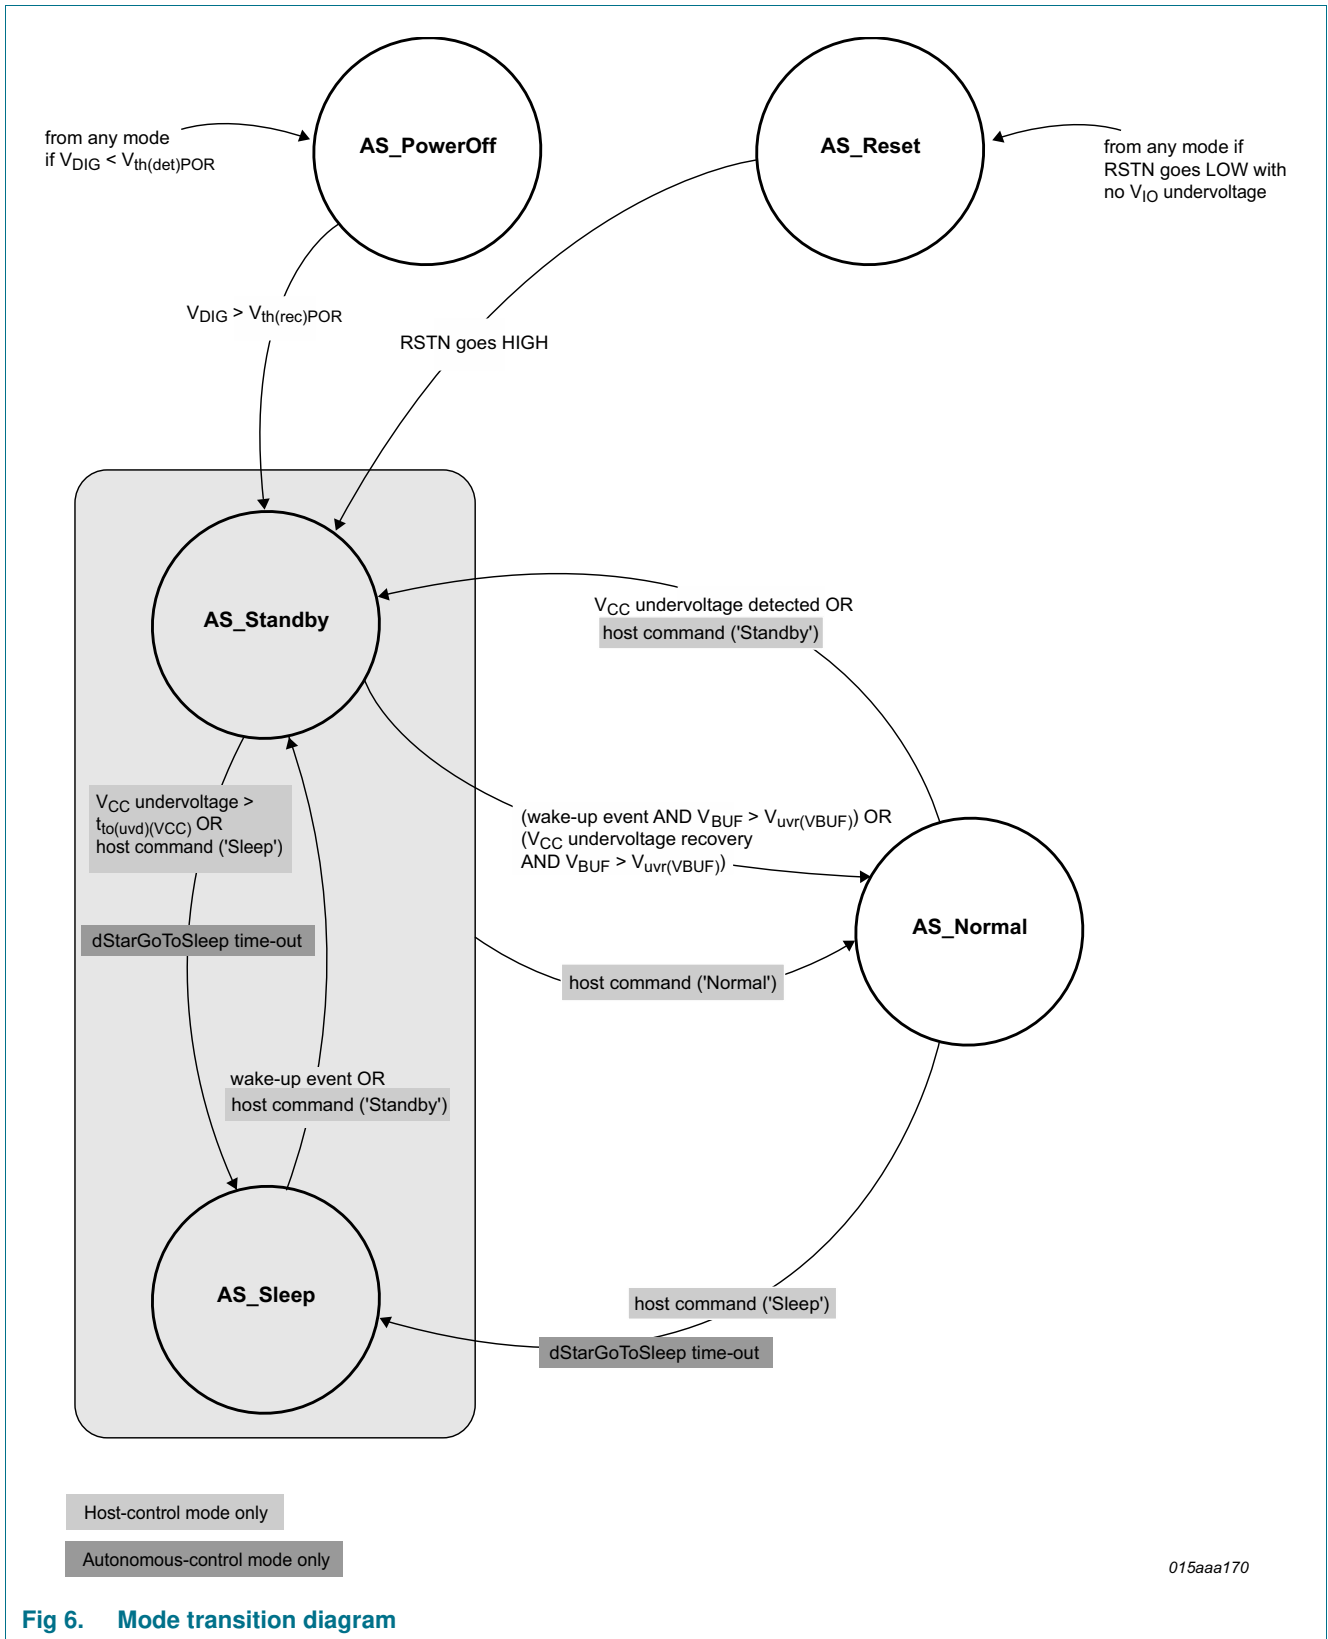 AS_PowerOff
AS_Reset
from any mode
if VDIG < Vth(det)POR
from any mode if
RSTN goes LOW with
no VIO undervoltage
VDIG > Vth(rec)POR
RSTN goes HIGH
AS_Standby
VCC undervoltage detected OR
host command ('Standby')
VCC undervoltage >
tto(uvd)(VCC) OR
host command ('Sleep')
(wake-up event AND VBUF > Vuvr(VBUF)) OR
(VCC undervoltage recovery
AND VBUF > Vuvr(VBUF))
AS_Normal
dStarGoToSleep time-out
host command ('Normal')
wake-up event OR
host command ('Standby')
AS_Sleep
host command ('Sleep')
dStarGoToSleep time-out
Host-control mode only
Autonomous-control mode only
015aaa170
Fig 6. Mode transition diagram